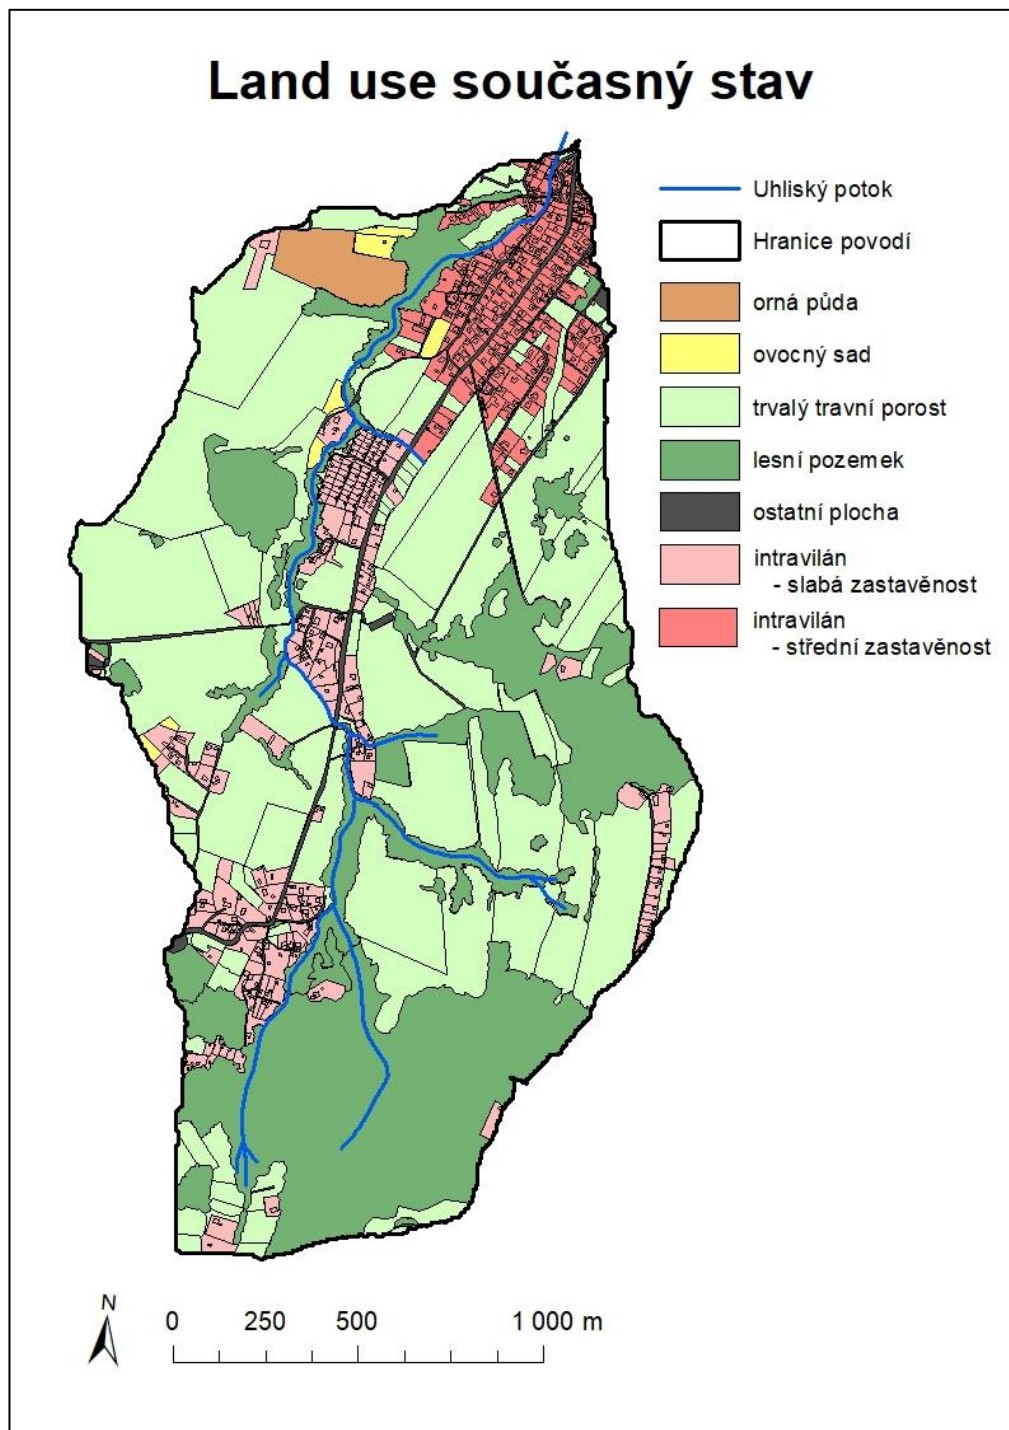 Land use současný stav
Uhliský potok
Hranice povodí
orná půda
ovocný sad
trvalý travní porost
lesní pozemek
ostatní plocha
intravilán
- slabá zastavěnost
intravilán
- střední zastavěnost
N
0 250 500 1 000 m